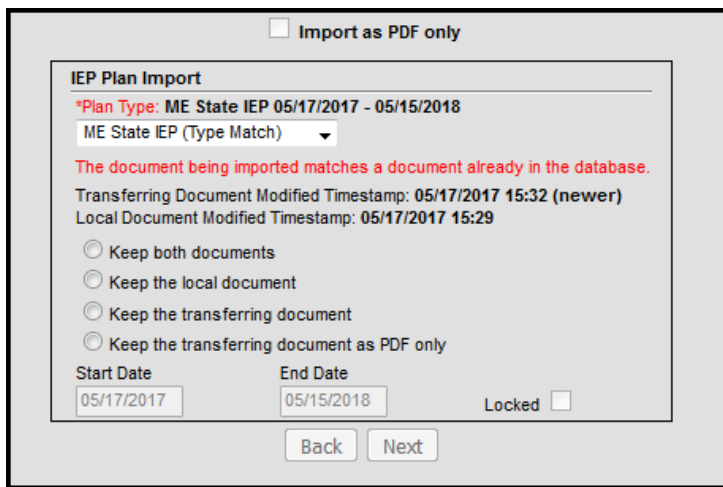 Import as PDF only
IEP Plan Import
*Plan Type: ME State IEP 05/17/2017 - 05/15/2018
ME State IEP (Type Match)
The document being imported matches a document already in the database.
Transferring Document Modified Timestamp: 05/17/2017 15:32 (newer)
Local Document Modified Timestamp: 05/17/2017 15:29
Keep both documents
Keep the local document
Keep the transferring document
Keep the transferring document as PDF only
Start Date End Date
05/17/2017 05/15/2018 Locked
Back Next